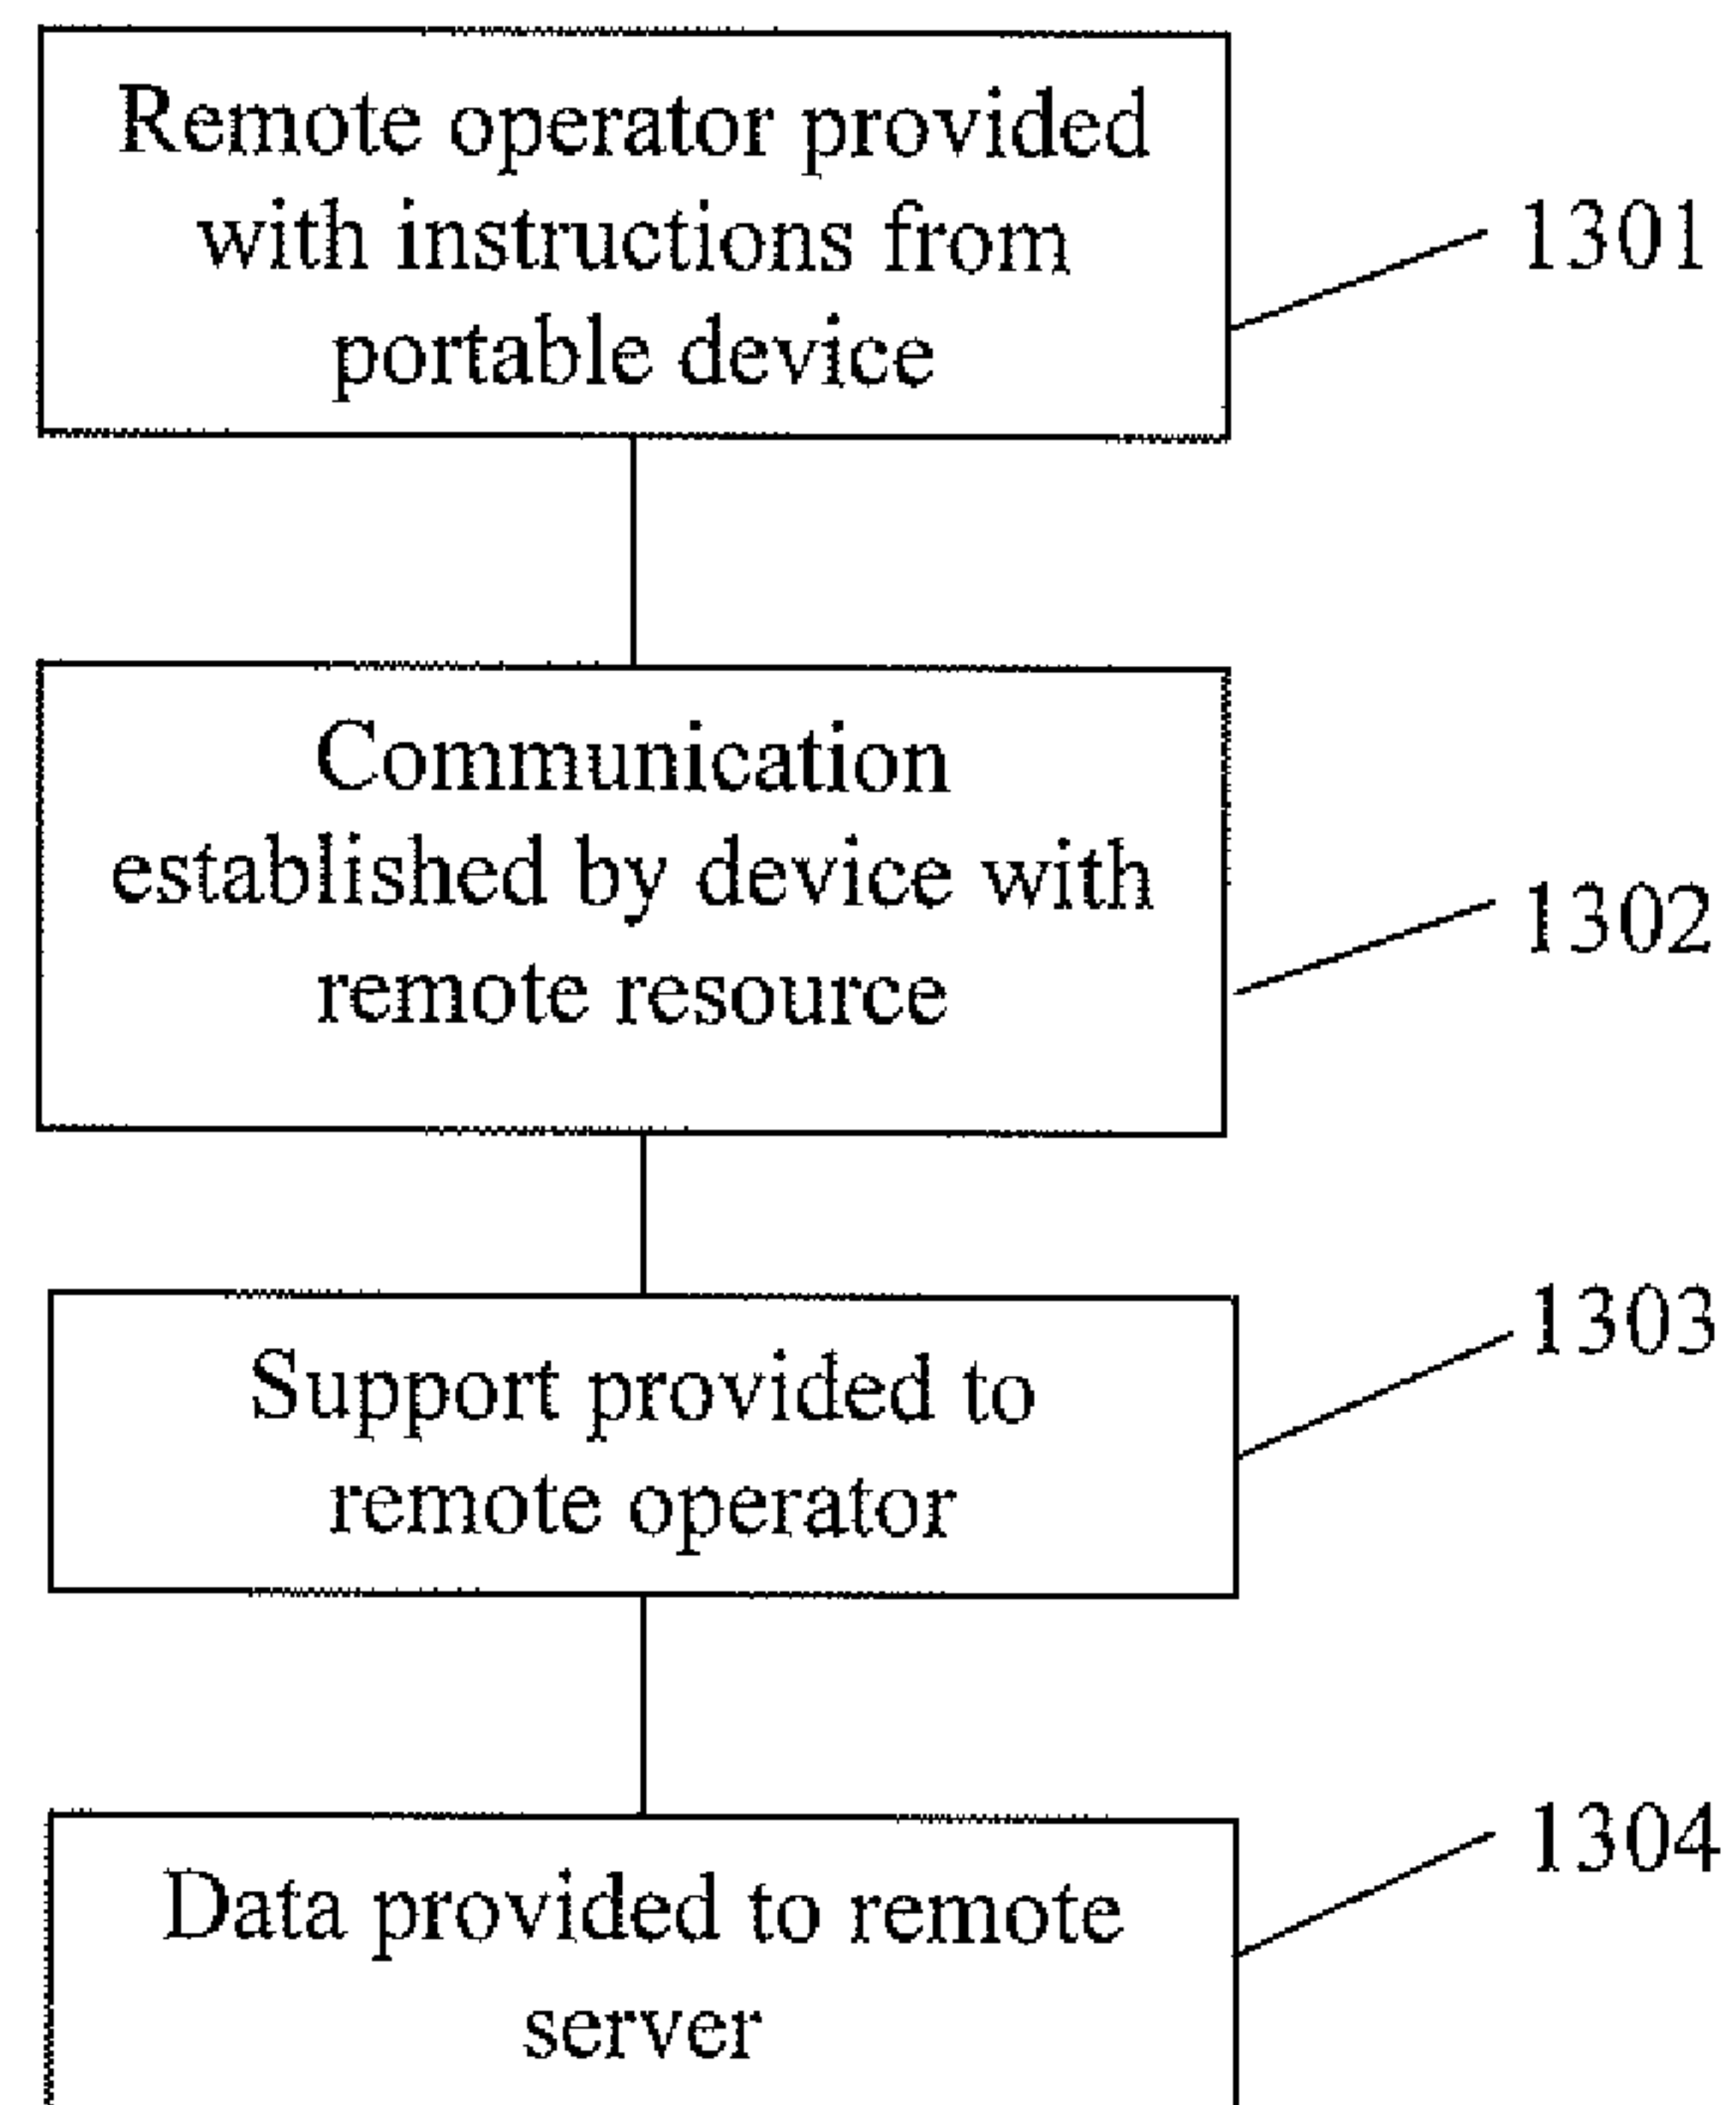 Remote operator provided
with instructions from
portable device
1301
Communication
established by device with
remote resource
1302
Support provided to
remote operator
1303
Data provided to remote
server
1304